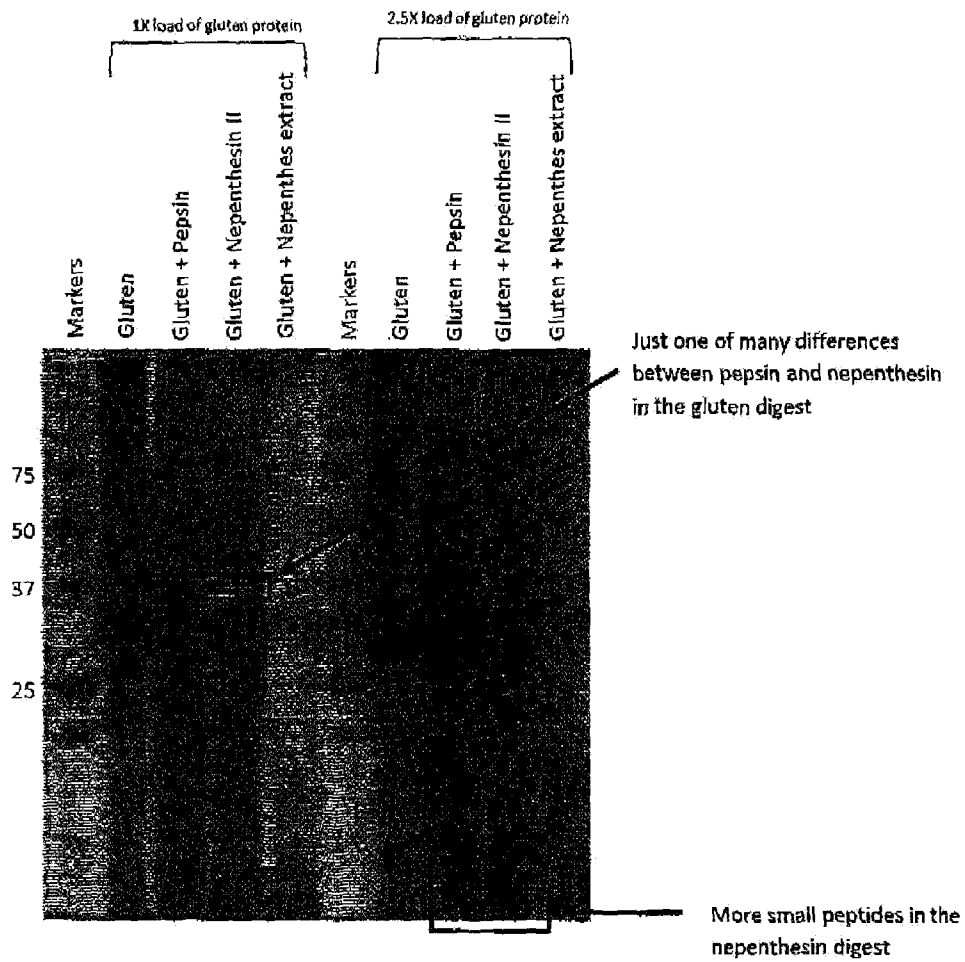 1X load of gluten protein
2.5X load of gluten protein
Markers
Gluten
Gluten + Pepsin
Gluten + Nepenthesin II
Gluten + Nepenthes extract
Markers
Gluten
Gluten + Pepsin
Gluten + Nepenthesin II
Gluten + Nepenthes extract
Just one of many differences
between pepsin and nepenthesin
in the gluten digest
75
50
37
25
More small peptides in the
nepenthesin digest